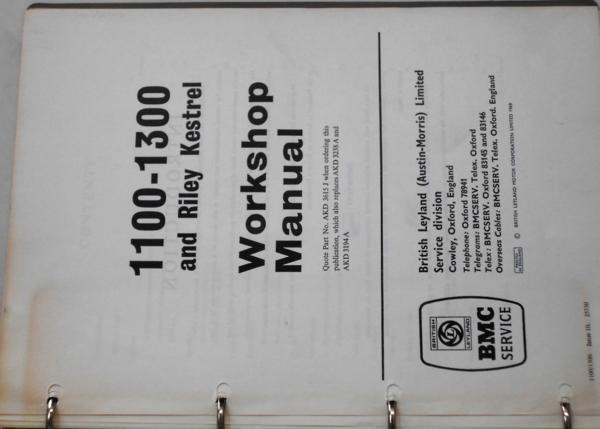 1100-1300
and Riley Kestrel
Workshop
Manual
Quote Part No. AKD 3615 J when ordering this
publication, which also replaces AKD 3238 A and
AKD 3194 A
British Leyland (Austin-Morris) Limited
Service division
Cowley, Oxford, England
Telephone: Oxford 78941
Telegrams: BMCSERV, Telex, Oxford
Telex: BMCSERV, Oxford 83145 and 83146
Overseas Cables: BMCSERV, Telex, Oxford, England
© BRITISH LEYLAND MOTOR CORPORATION LIMITED 1969
BRITISH
LEYLAND
BMC
SERVICE